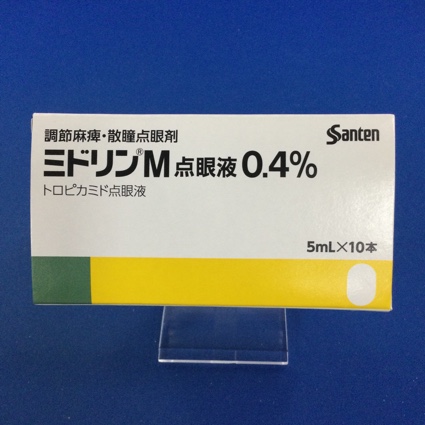 調節麻痺・散瞳点眼剤
Santen
ミドリン®M点眼液0.4%
トロピカミド点眼液
5mL×10本